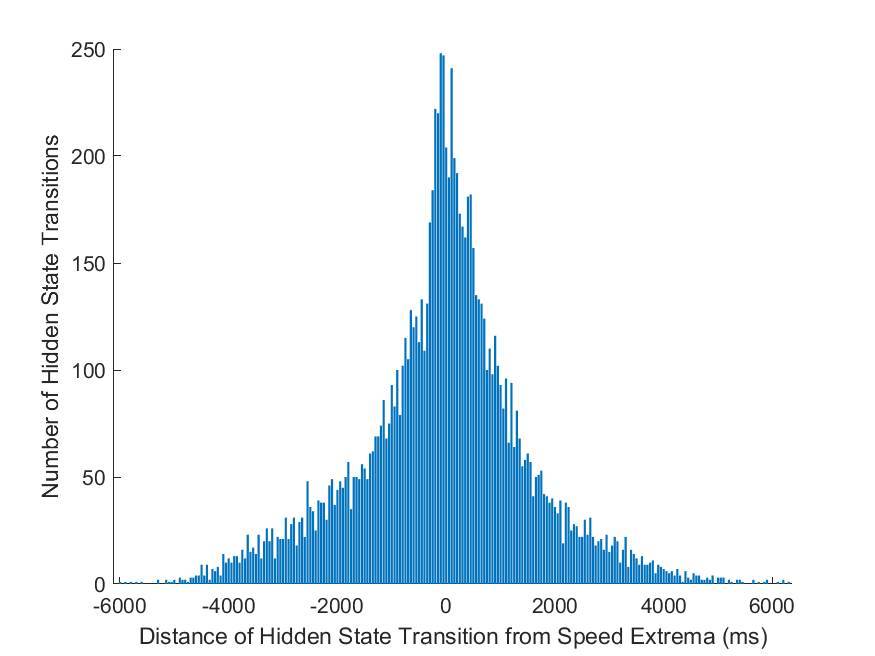 250
200
150
100
50
0
Number of Hidden State Transitions
-6000 -4000 -2000 0 2000 4000 6000
Distance of Hidden State Transition from Speed Extrema (ms)